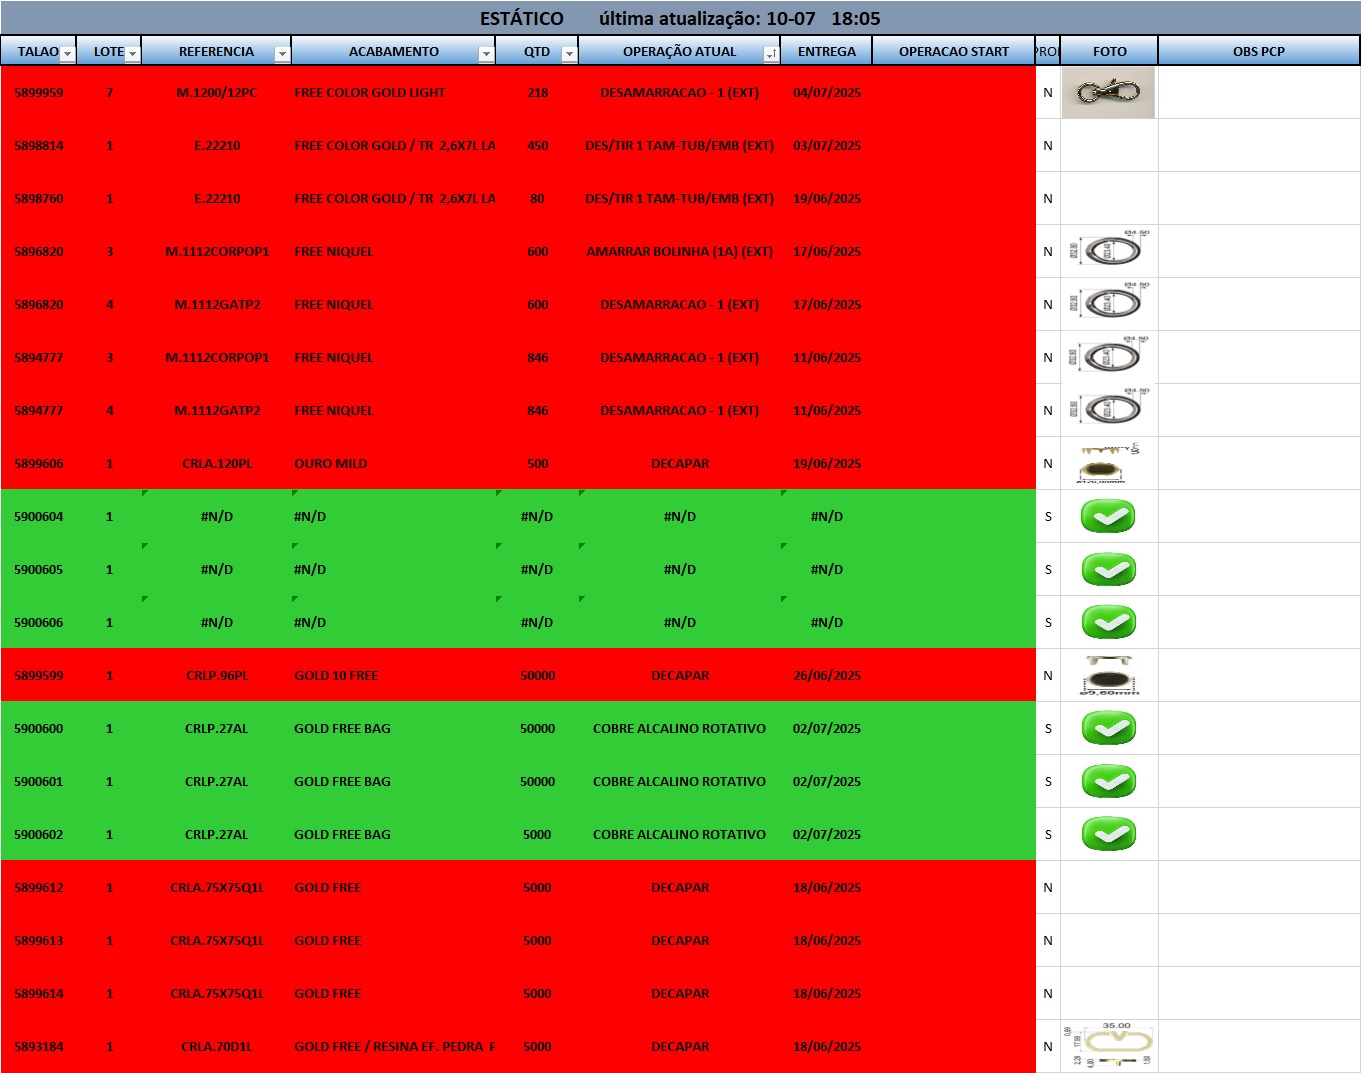 ESTÁTICO última atualização: 10-07 18:05
TALAO LOTE REFERENCIA ACABAMENTO QTD OPERAÇÃO ATUAL ENTREGA OPERACAO START FOTO OBS PCP
5899959 7 M.1200/12PC FREE COLOR GOLD LIGHT 218 DESAMARRACAO - 1 (EXT) 04/07/2025 N
5898814 1 E.22210 FREE COLOR GOLD / TR 2,6X7L LA 450 DES/TIR 1 TAM-TUB/EMB (EXT) 03/07/2025 N
5898760 1 E.22210 FREE COLOR GOLD / TR 2,6X7L LA 80 DES/TIR 1 TAM-TUB/EMB (EXT) 19/06/2025 N
5896820 3 M.1112CORPOP1 FREE NIQUEL 600 AMARRAR BOLINHA (1A) (EXT) 17/06/2025 N
5896820 4 M.1112GATP2 FREE NIQUEL 600 DESAMARRACAO - 1 (EXT) 17/06/2025 N
5894777 3 M.1112CORPOP1 FREE NIQUEL 846 DESAMARRACAO - 1 (EXT) 11/06/2025 N
5894777 4 M.1112GATP2 FREE NIQUEL 846 DESAMARRACAO - 1 (EXT) 11/06/2025 N
5899606 1 CRLA.120PL OURO MILD 500 DECAPAR 19/06/2025 N
5900604 1 #N/D #N/D #N/D #N/D #N/D S
5900605 1 #N/D #N/D #N/D #N/D #N/D S
5900606 1 #N/D #N/D #N/D #N/D #N/D S
5899599 1 CRLP.96PL GOLD 10 FREE 50000 DECAPAR 26/06/2025 N
5900600 1 CRLP.27AL GOLD FREE BAG 50000 COBRE ALCALINO ROTATIVO 02/07/2025 S
5900601 1 CRLP.27AL GOLD FREE BAG 50000 COBRE ALCALINO ROTATIVO 02/07/2025 S
5900602 1 CRLP.27AL GOLD FREE BAG 5000 COBRE ALCALINO ROTATIVO 02/07/2025 S
5899612 1 CRLA.75X75Q1L GOLD FREE 5000 DECAPAR 18/06/2025 N
5899613 1 CRLA.75X75Q1L GOLD FREE 5000 DECAPAR 18/06/2025 N
5899614 1 CRLA.75X75Q1L GOLD FREE 5000 DECAPAR 18/06/2025 N
5893184 1 CRLA.70D1L GOLD FREE / RESINA EF. PEDRA F 5000 DECAPAR 18/06/2025 N 35.00